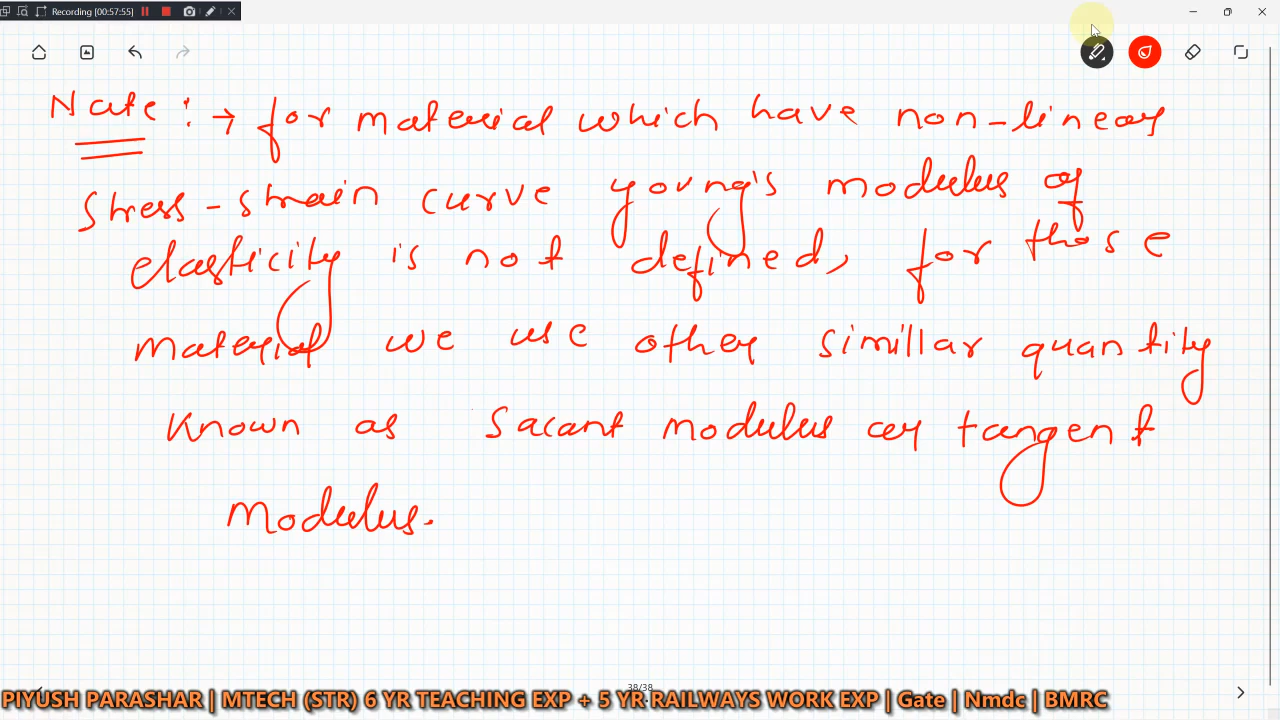 Recording (00:57:55)
Note :→ for material which have non-linear
Stress-strain curve young's modulus of
elasticity is not defined, for those
material we use other simillar quantity
Known as Sacant modulus or tangent
Modulus.
38/38
PIYUSH PARASHAR | MTECH (STR) 6 YR TEACHING EXP + 5 YR RAILWAYS WORK EXP | Gate | Nmdc | BMRC